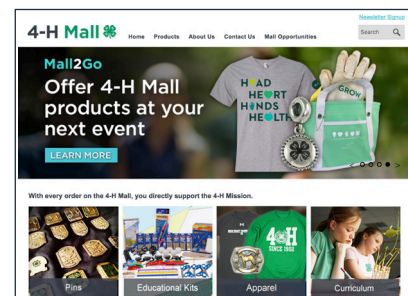 Newsletter Signup
4-H Mall
Home Products About Us Contact Us Mall Opportunities
Search
Mall2Go
Offer 4-H Mall
products at your
next event
LEARN MORE
HEAD
HEART
HANDS
HEALTH
GROW
With every order on the 4-H Mall, you directly support the 4-H Mission.
4-H
SINCE 1902
Pins
Educational Kits
Apparel
Curriculum